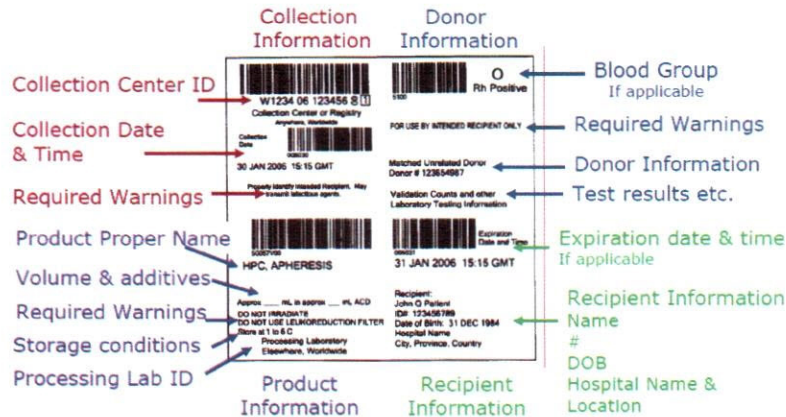 Collection
Information
Donor
Information
Collection Center ID
Collection Date
& Time
Required Warnings
Product Proper Name
Volume & additives
Required Warnings
Storage conditions
Processing Lab ID
W1234 06 123456 8 1
Collection Center or Registry
Anywhere, Worldwide
Collection
Date
30 JAN 2006 15:15 GMT
Properly Identify Intended Recipient. May
transmit infectious agents.
5100
O
Rh Positive
FOR USE BY INTENDED RECIPIENT ONLY
Matched Unrelated Donor
Donor # 123654987
Validation Counts and other
Laboratory Testing Information
HPC, APHERESIS
Approx ____ mL in approx ___ mL ACD
DO NOT IRRADIATE
DO NOT USE LEUKOREDUCTION FILTER
Store at 1 to 6 C
Processing Laboratory
Elsewhere, Worldwide
Expiration
Date and Time
31 JAN 2006 15:15 GMT
Recipient:
John Q Patient
ID# 123456789
Date of Birth: 31 DEC 1984
Hospital Name
City, Province, Country
Blood Group
If applicable
Required Warnings
Donor Information
Test results etc.
Expiration date & time
If applicable
Recipient Information
Name
#
DOB
Hospital Name &
Location
Product
Information
Recipient
Information